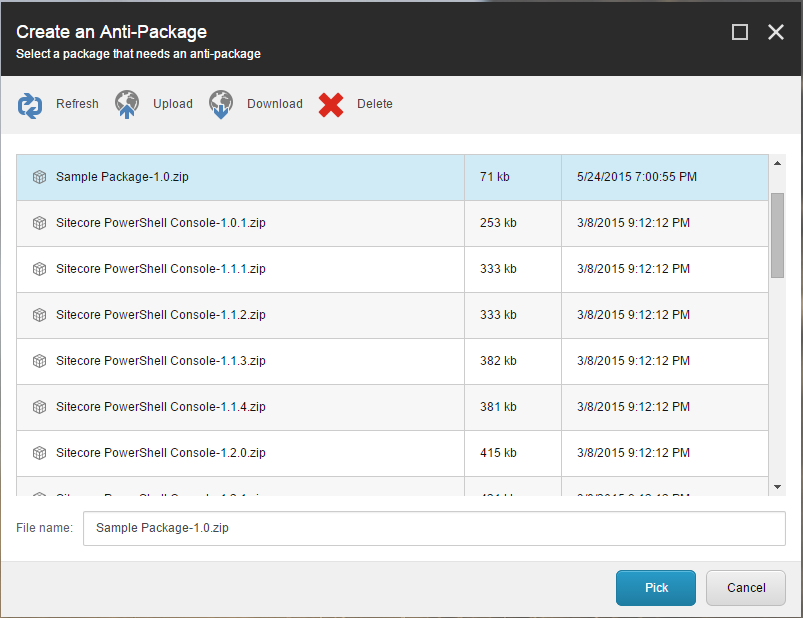 Create an Anti-Package
Select a package that needs an anti-package
Refresh Upload Download Delete
Sample Package-1.0.zip 71 kb 5/24/2015 7:00:55 PM
Sitecore PowerShell Console-1.0.1.zip 253 kb 3/8/2015 9:12:12 PM
Sitecore PowerShell Console-1.1.1.zip 333 kb 3/8/2015 9:12:12 PM
Sitecore PowerShell Console-1.1.2.zip 333 kb 3/8/2015 9:12:12 PM
Sitecore PowerShell Console-1.1.3.zip 382 kb 3/8/2015 9:12:12 PM
Sitecore PowerShell Console-1.1.4.zip 381 kb 3/8/2015 9:12:12 PM
Sitecore PowerShell Console-1.2.0.zip 415 kb 3/8/2015 9:12:12 PM
File name: Sample Package-1.0.zip
Pick Cancel